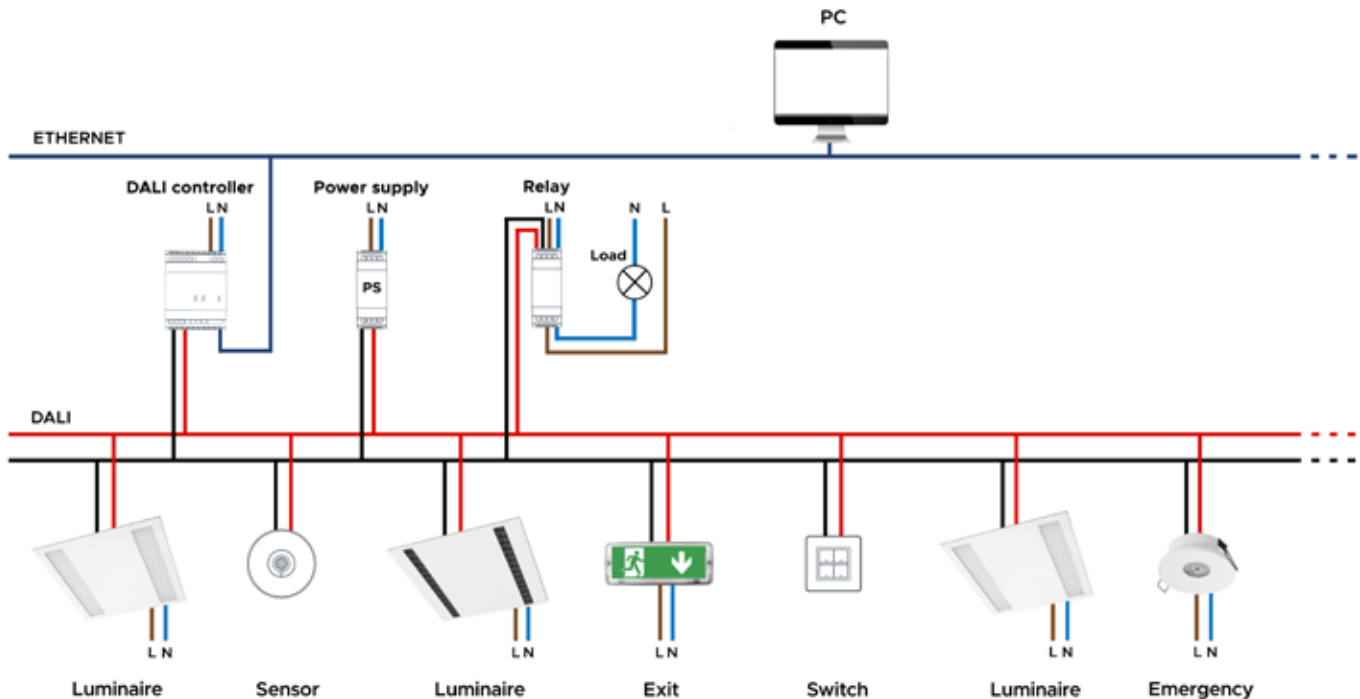 PC
ETHERNET
DALI controller
L N
Power supply
L N
PS
Relay
L N
N
L
Load
DALI
L N
L N
L N
L N
L N
Luminaire
Sensor
Luminaire
Exit
Switch
Luminaire
Emergency